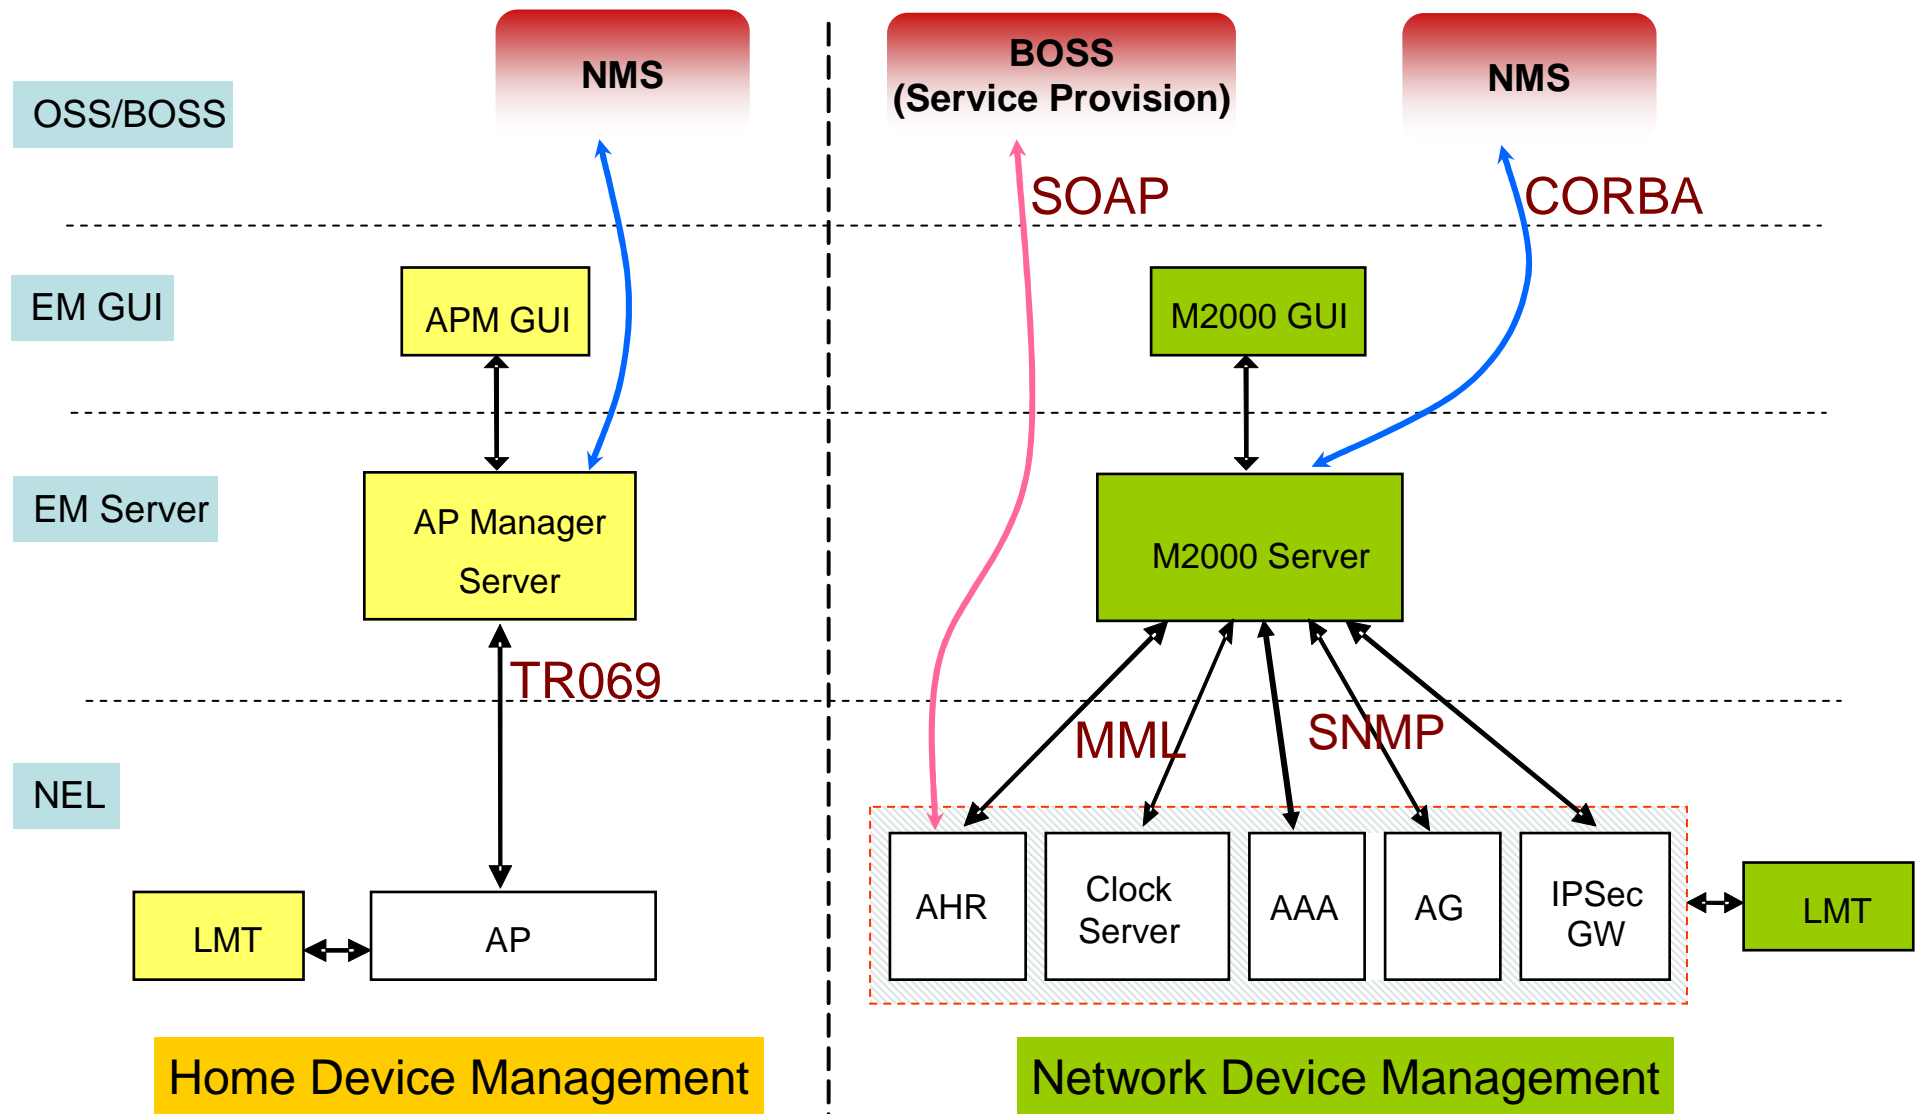 NMS
BOSS
(Service Provision)
NMS
OSS/BOSS
SOAP
CORBA
EM GUI
APM GUI
M2000 GUI
EM Server
AP Manager
Server
M2000 Server
TR069
MML
SNMP
NEL
LMT
AP
AHR
Clock
Server
AAA
AG
IPSec
GW
LMT
Home Device Management
Network Device Management